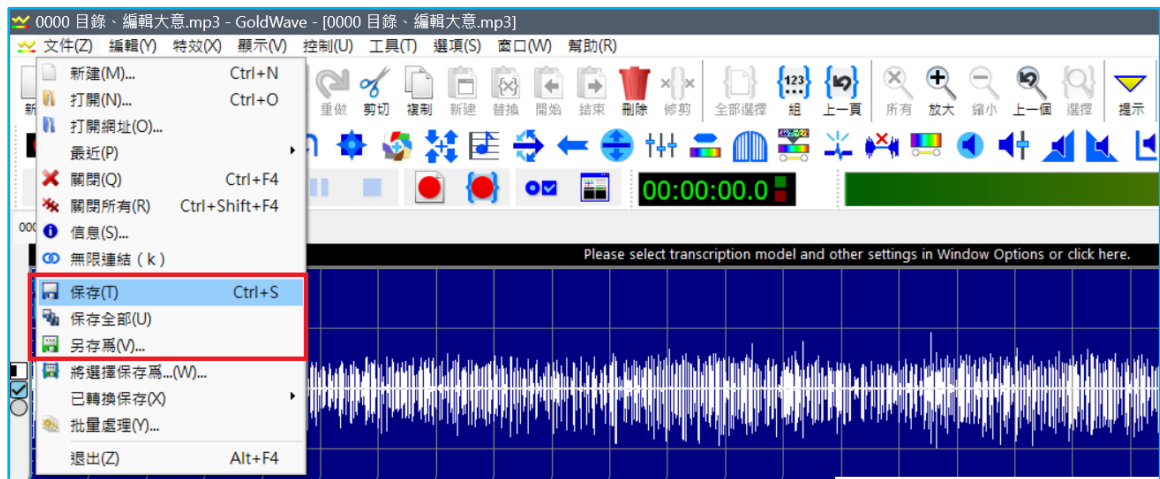 0000 目錄、編輯大意.mp3 - GoldWave - [0000 目錄、編輯大意.mp3]
文件(Z) 編輯(Y) 特效(X) 顯示(V) 控制(U) 工具(T) 選項(S) 窗口(W) 幫助(R)
新建(M)... Ctrl+N
打開(N)... Ctrl+O
打開網址(O)...
最近(P)
關閉(Q) Ctrl+F4
關閉所有(R) Ctrl+Shift+F4
信息(S)...
無限連結(k)
保存(T) Ctrl+S
保存全部(U)
另存爲(V)...
將選擇保存爲...(W)...
已轉換保存(X)
批量處理(Y)...
退出(Z) Alt+F4
新
重做 剪切 複制 新建 替換 開始 結束 刪除 修剪 全部選擇 組 上一頁 所有 放大 縮小 上一個 選擇 提示
123
00:00:00.0
000
Please select transcription model and other settings in Window Options or click here.